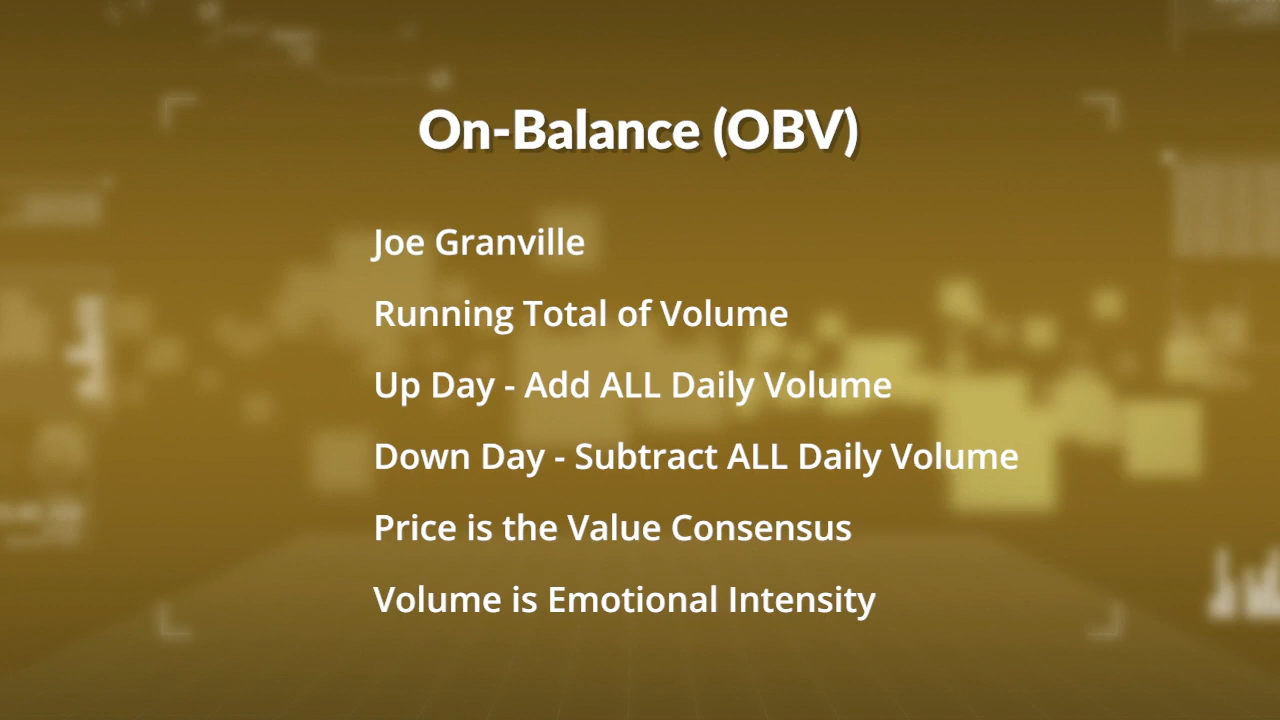 On-Balance (OBV)
Joe Granville
Running Total of Volume
Up Day - Add ALL Daily Volume
Down Day - Subtract ALL Daily Volume
Price is the Value Consensus
Volume is Emotional Intensity